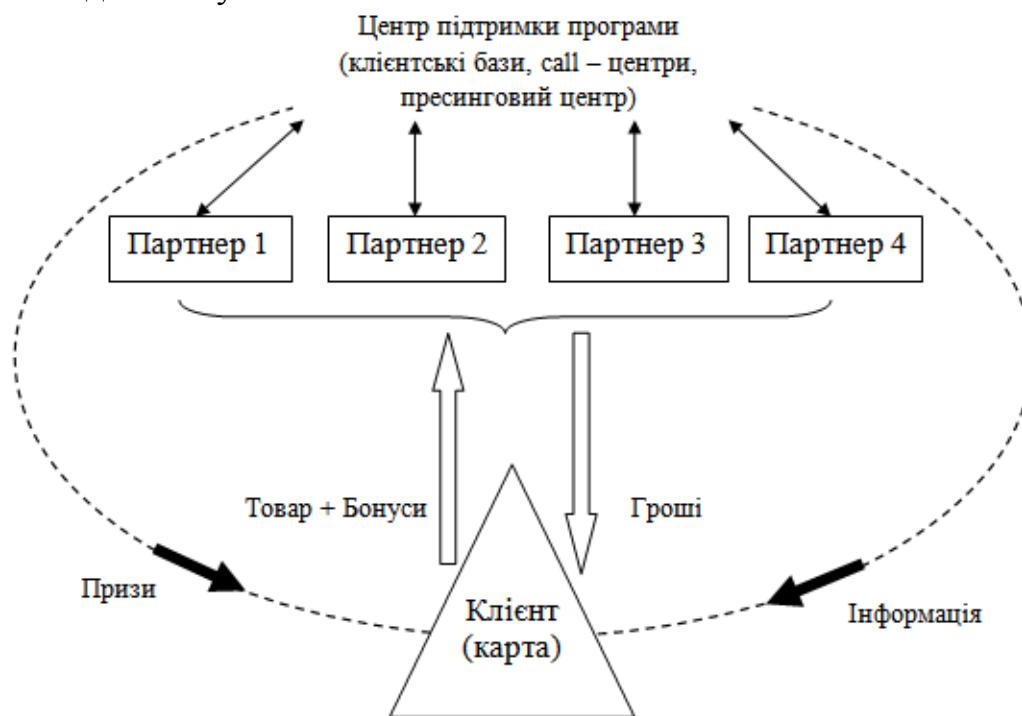 Центр підтримки програми
(клієнтські бази, call – центри,
пресинговий центр)
Партнер 1
Партнер 2
Партнер 3
Партнер 4
Товар + Бонуси
Гроші
Призи
Інформація
Клієнт
(карта)